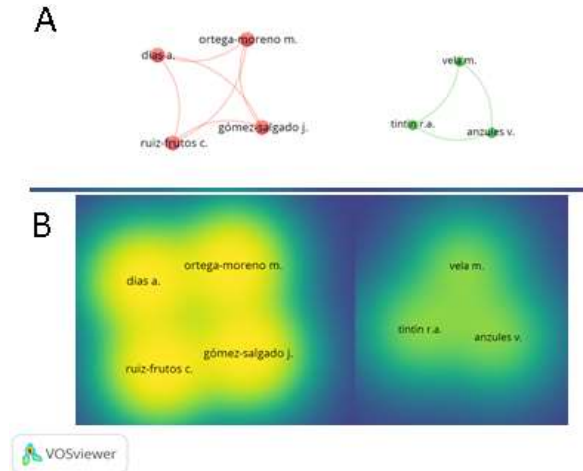 A
ortega-moreno m.
dias a.
vela m.
tintin r.a.
anzules v.
gómez-salgado j.
ruiz-frutos c.
B
ortega-moreno m.
vela m.
dias a.
tintin r.a.
anzules v.
gómez-salgado j.
ruiz-frutos c.
VOSviewer